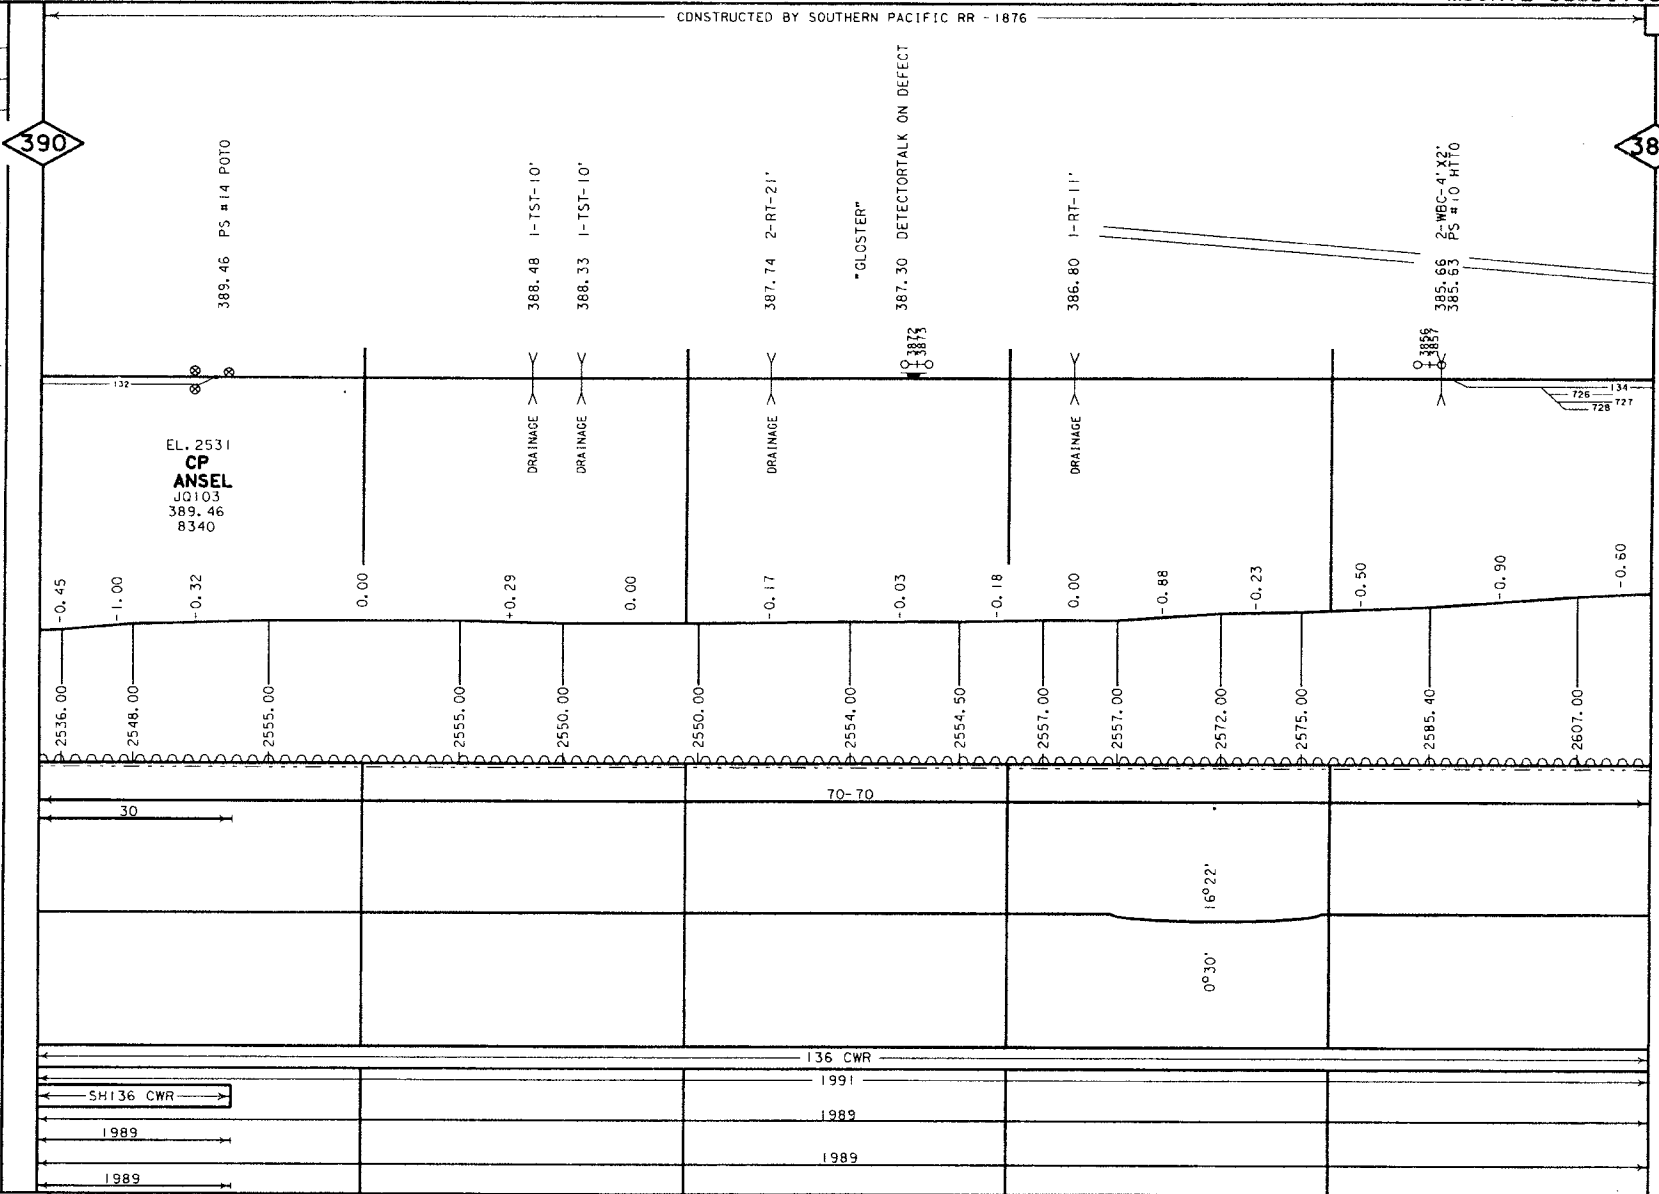 CONSTRUCTED BY SOUTHERN PACIFIC RR - 1876
390
38
389.46 PS #14 POTO
388.48 1-TST-10'
388.33 1-TST-10'
387.74 2-RT-21'
"GLOSTER"
387.30 DETECTORTALK ON DEFECT
386.80 1-RT-11'
385.66 2-WBC-4'X2'
385.63 PS #10 HTTO
3872
3873
3856
3857
132
134
726
727
728
DRAINAGE
DRAINAGE
DRAINAGE
DRAINAGE
EL. 2531
CP
ANSEL
JQ103
389.46
8340
-0.45
-1.00
-0.32
0.00
+0.29
0.00
-0.17
-0.03
-0.18
0.00
-0.88
-0.23
-0.50
-0.90
-0.60
2536.00
2548.00
2555.00
2555.00
2550.00
2550.00
2554.00
2554.50
2557.00
2557.00
2572.00
2575.00
2585.40
2607.00
70-70
30
16°22'
0°30'
136 CWR
1991
SH136 CWR
1989
1989
1989
1989